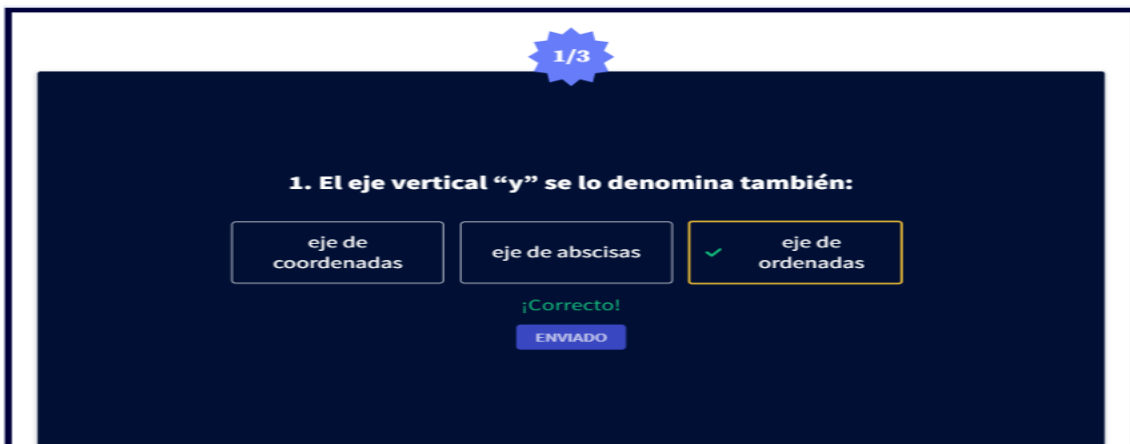 1/3
1. El eje vertical “y” se lo denomina también:
eje de
coordenadas
eje de abscisas
eje de
ordenadas
¡Correcto!
ENVIADO